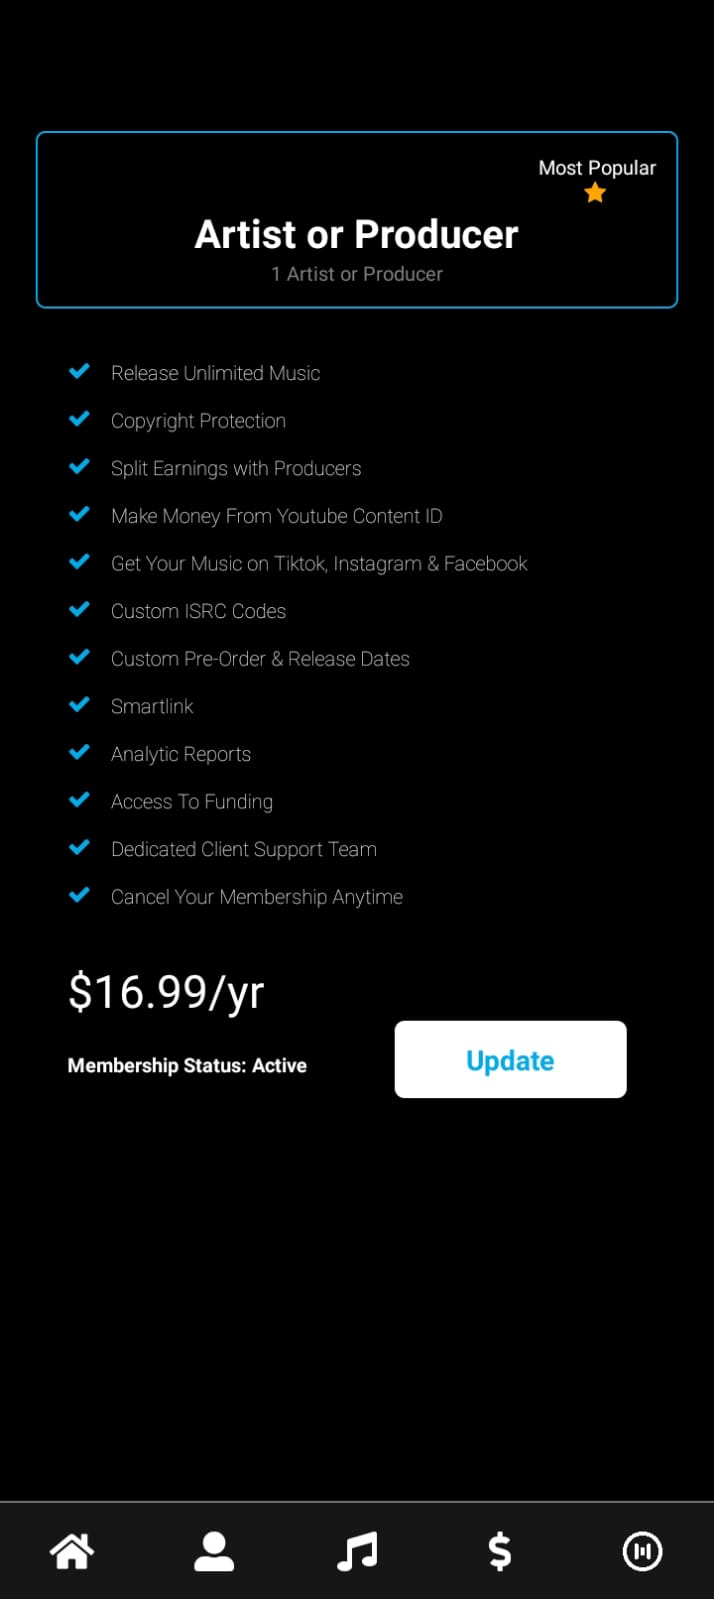 Most Popular
Artist or Producer
1 Artist or Producer
Release Unlimited Music
Copyright Protection
Split Earnings with Producers
Make Money From Youtube Content ID
Get Your Music on Tiktok, Instagram & Facebook
Custom ISRC Codes
Custom Pre-Order & Release Dates
Smartlink
Analytic Reports
Access To Funding
Dedicated Client Support Team
Cancel Your Membership Anytime
$16.99/yr
Membership Status: Active
Update